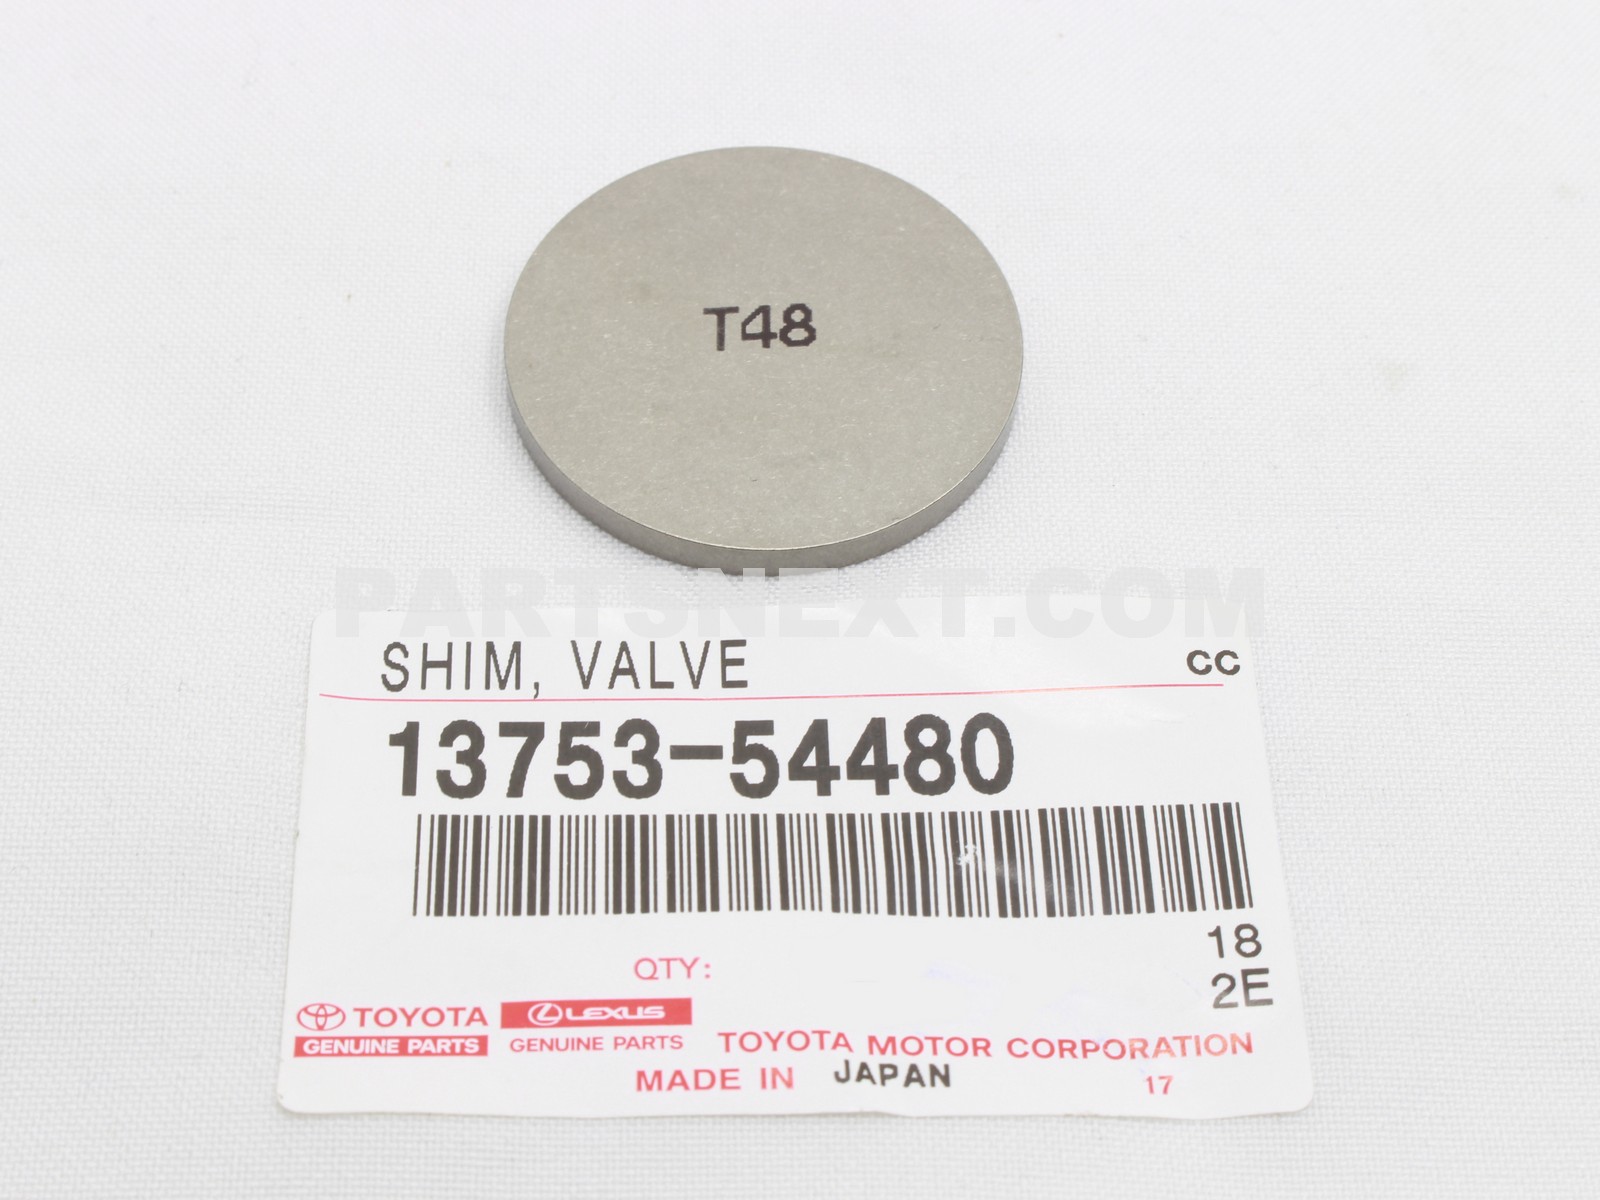 T48
PARTSNEXT.COM
SHIM, VALVE CC
13753-54480
18
QTY:
2E
TOYOTA LEXUS
GENUINE PARTS GENUINE PARTS TOYOTA MOTOR CORPORATION
MADE IN JAPAN 17